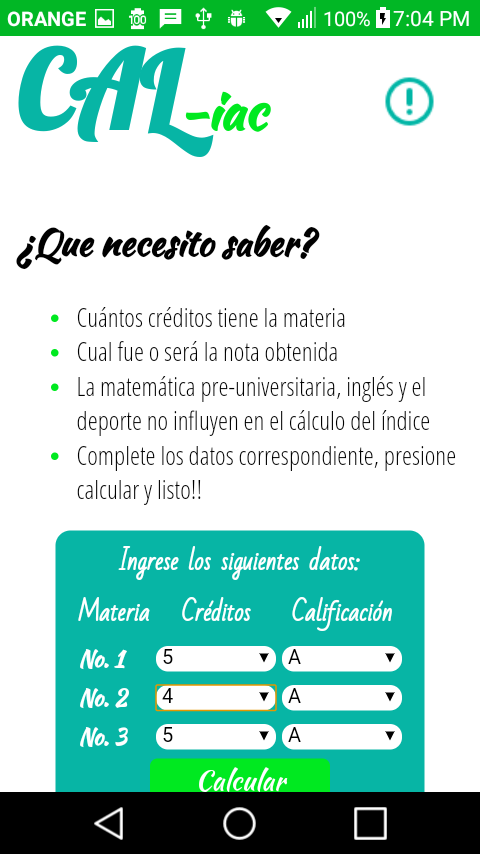 ORANGE 100 100% 7:04 PM
CAL-iac
¿Que necesito saber?
Cuántos créditos tiene la materia
Cual fue o será la nota obtenida
La matemática pre-universitaria, inglés y el
deporte no influyen en el cálculo del índice
Complete los datos correspondiente, presione
calcular y listo!!
Ingrese los siguientes datos:
Materia Créditos Calificación
No. 1 5 A
No. 2 4 A
No. 3 5 A
Calcular